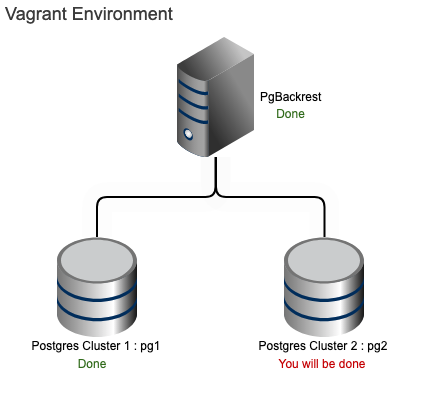 Vagrant Environment
PgBackrest
Done
Postgres Cluster 1 : pg1
Done
Postgres Cluster 2 : pg2
You will be done